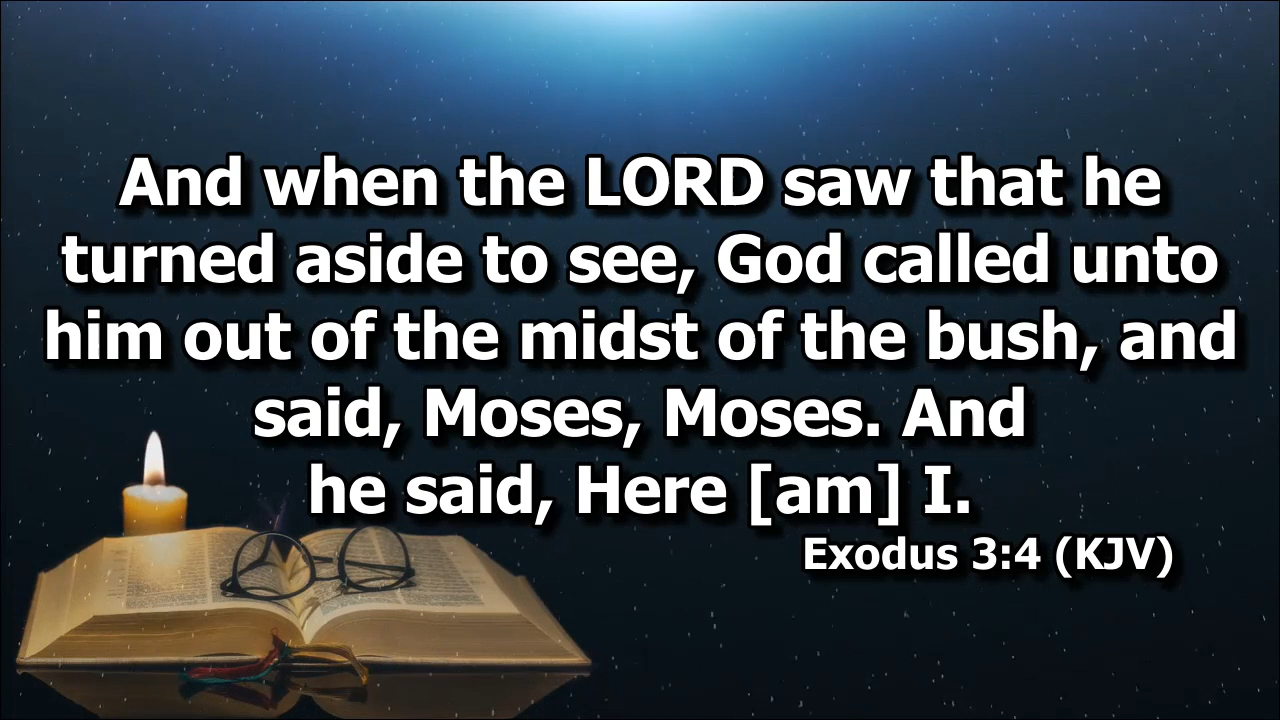 And when the LORD saw that he
turned aside to see, God called unto
him out of the midst of the bush, and
said, Moses, Moses. And
he said, Here [am] I.
Exodus 3:4 (KJV)